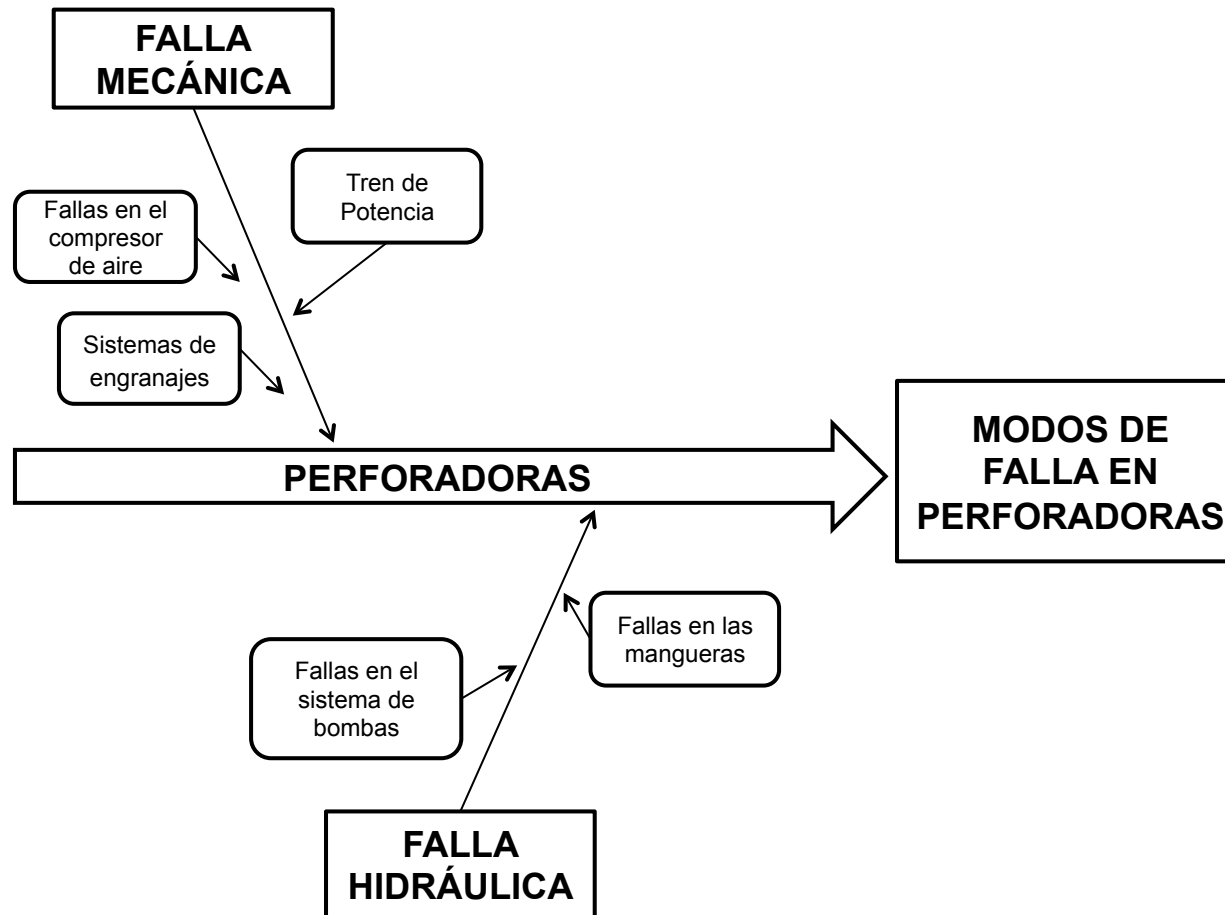 FALLA
MECÁNICA
Tren de
Potencia
Fallas en el
compresor
de aire
Sistemas de
engranajes
PERFORADORAS
MODOS DE
FALLA EN
PERFORADORAS
Fallas en las
mangueras
Fallas en el
sistema de
bombas
FALLA
HIDRÁULICA